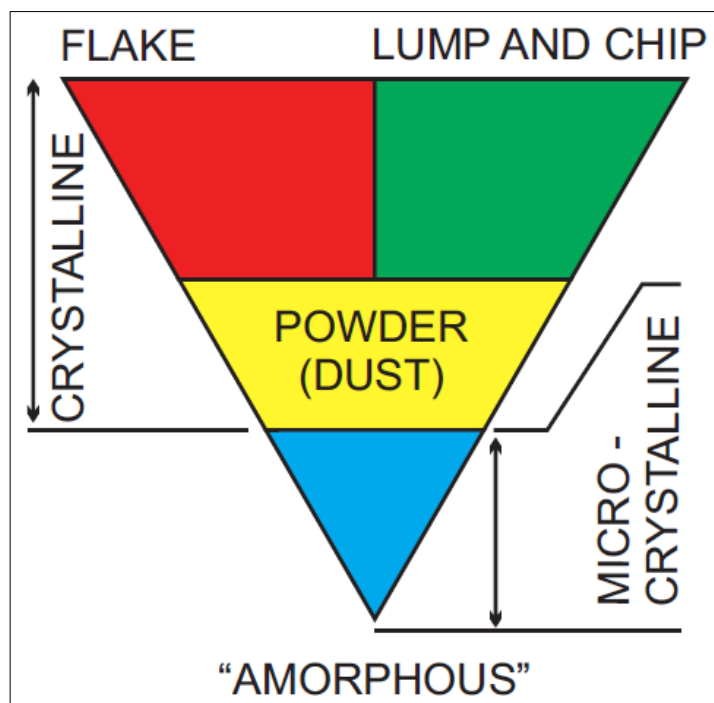 FLAKE
LUMP AND CHIP
CRYSTALLINE
POWDER
(DUST)
MICRO -
CRYSTALLINE
“AMORPHOUS”